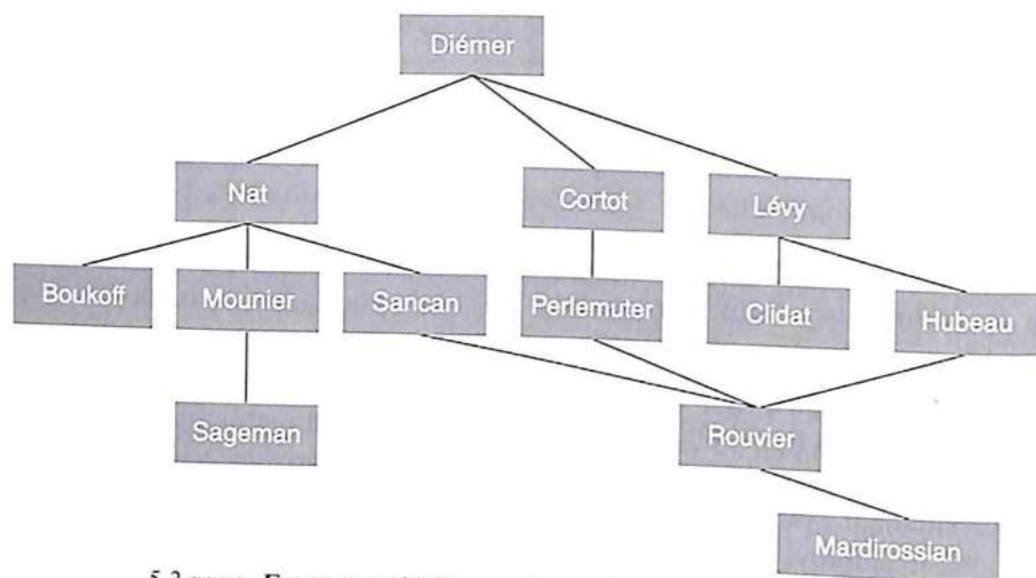 Diémer
Nat
Cortot
Lévy
Boukoff
Mounier
Sancan
Perlemuter
Clidat
Hubeau
Sageman
Rouvier
Mardirossian